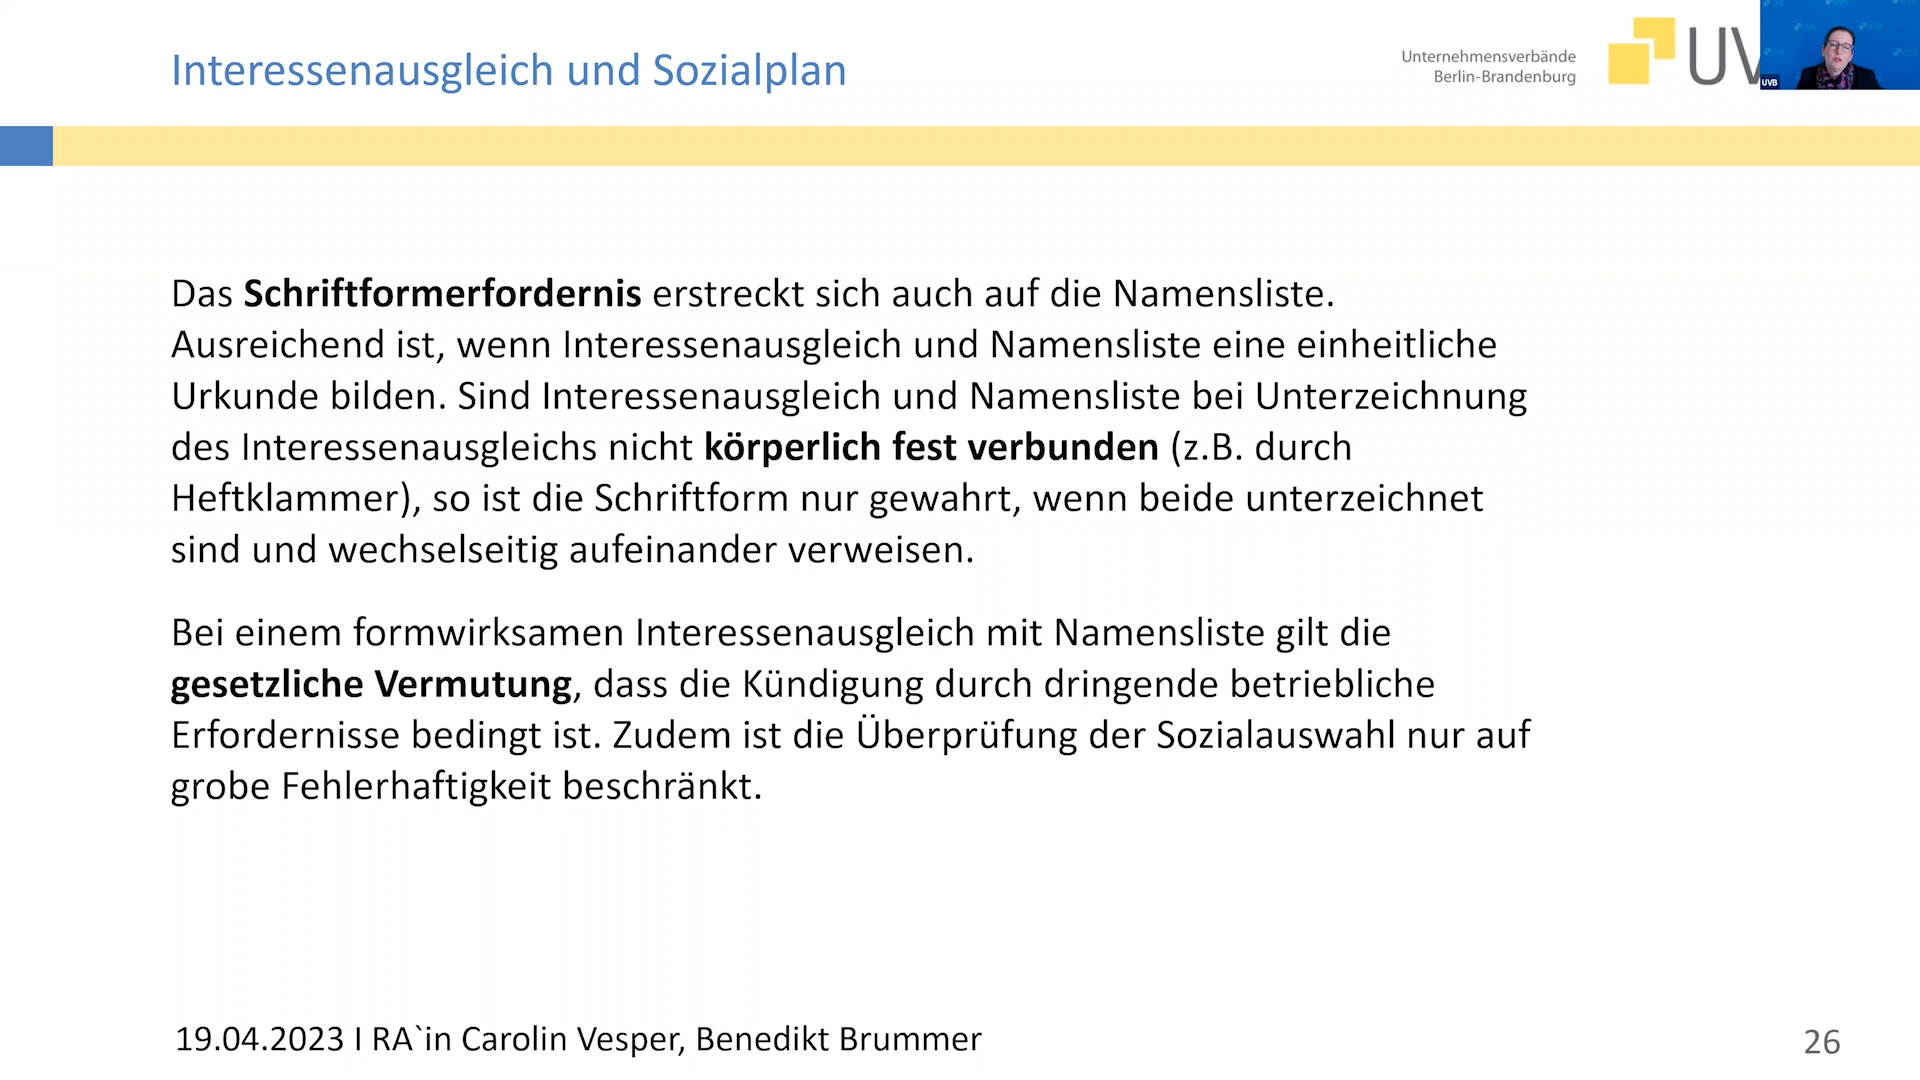 Interessenausgleich und Sozialplan
Unternehmensverbände
Berlin-Brandenburg
UV
UVB
Das Schriftformerfordernis erstreckt sich auch auf die Namensliste.
Ausreichend ist, wenn Interessenausgleich und Namensliste eine einheitliche
Urkunde bilden. Sind Interessenausgleich und Namensliste bei Unterzeichnung
des Interessenausgleichs nicht körperlich fest verbunden (z.B. durch
Heftklammer), so ist die Schriftform nur gewahrt, wenn beide unterzeichnet
sind und wechselseitig aufeinander verweisen.
Bei einem formwirksamen Interessenausgleich mit Namensliste gilt die
gesetzliche Vermutung, dass die Kündigung durch dringende betriebliche
Erfordernisse bedingt ist. Zudem ist die Überprüfung der Sozialauswahl nur auf
grobe Fehlerhaftigkeit beschränkt.
19.04.2023 I RA`in Carolin Vesper, Benedikt Brummer
26